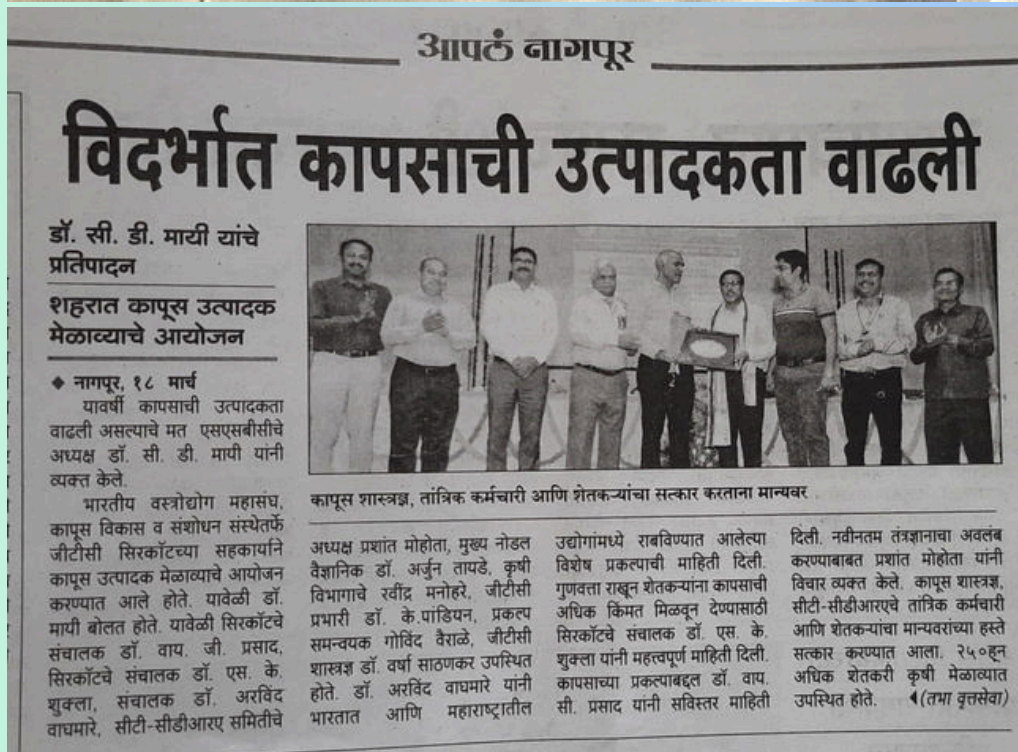 आपलं नागपूर
विदर्भात कापसाची उत्पादकता वाढली
डॉ. सी. डी. मायी यांचे
प्रतिपादन
शहरात कापूस उत्पादक
मेळाव्याचे आयोजन
◆ नागपूर, १८ मार्च
यावर्षी कापसाची उत्पादकता
वाढली असल्याचे मत एसएसबीसीचे
अध्यक्ष डॉ. सी. डी. मायी यांनी
व्यक्त केले.
भारतीय वस्त्रोद्योग महासंघ,
कापूस विकास व संशोधन संस्थेतर्फे
जीटीसी सिरकॉटच्या सहकार्याने
कापूस उत्पादक मेळाव्याचे आयोजन
करण्यात आले होते. यावेळी डॉ.
मायी बोलत होते. यावेळी सिरकॉटचे
संचालक डॉ. वाय. जी. प्रसाद,
सिरकॉटचे संचालक डॉ. एस. के.
शुक्ला, संचालक डॉ. अरविंद
वाघमारे, सीटी-सीडीआरए समितीचे
कापूस शास्त्रज्ञ, तांत्रिक कर्मचारी आणि शेतकऱ्यांचा सत्कार करताना मान्यवर
अध्यक्ष प्रशांत मोहोता, मुख्य नोडल
वैज्ञानिक डॉ. अर्जुन तायडे, कृषी
विभागाचे रवींद्र मनोहरे, जीटीसी
प्रभारी डॉ. के.पांडियन, प्रकल्प
समन्वयक गोविंद वैराळे, जीटीसी
शास्त्रज्ञ डॉ. वर्षा साठणकर उपस्थित
होते. डॉ. अरविंद वाघमारे यांनी
भारतात आणि महाराष्ट्रातील
उद्योगांमध्ये राबविण्यात आलेल्या
विशेष प्रकल्पाची माहिती दिली.
गुणवत्ता राखून शेतकऱ्यांना कापसाची
अधिक किंमत मिळवून देण्यासाठी
सिरकॉटचे संचालक डॉ. एस. के.
शुक्ला यांनी महत्त्वपूर्ण माहिती दिली.
कापसाच्या प्रकल्पाबद्दल डॉ. वाय.
सी. प्रसाद यांनी सविस्तर माहिती
दिली. नवीनतम तंत्रज्ञानाचा अवलंब
करण्याबाबत प्रशांत मोहोता यांनी
विचार व्यक्त केले. कापूस शास्त्रज्ञ,
सीटी-सीडीआरएचे तांत्रिक कर्मचारी
आणि शेतकऱ्यांचा मान्यवरांच्या हस्ते
सत्कार करण्यात आला. २५०हून
अधिक शेतकरी कृषी मेळाव्यात
उपस्थित होते. ◀(तभा वृत्तसेवा)